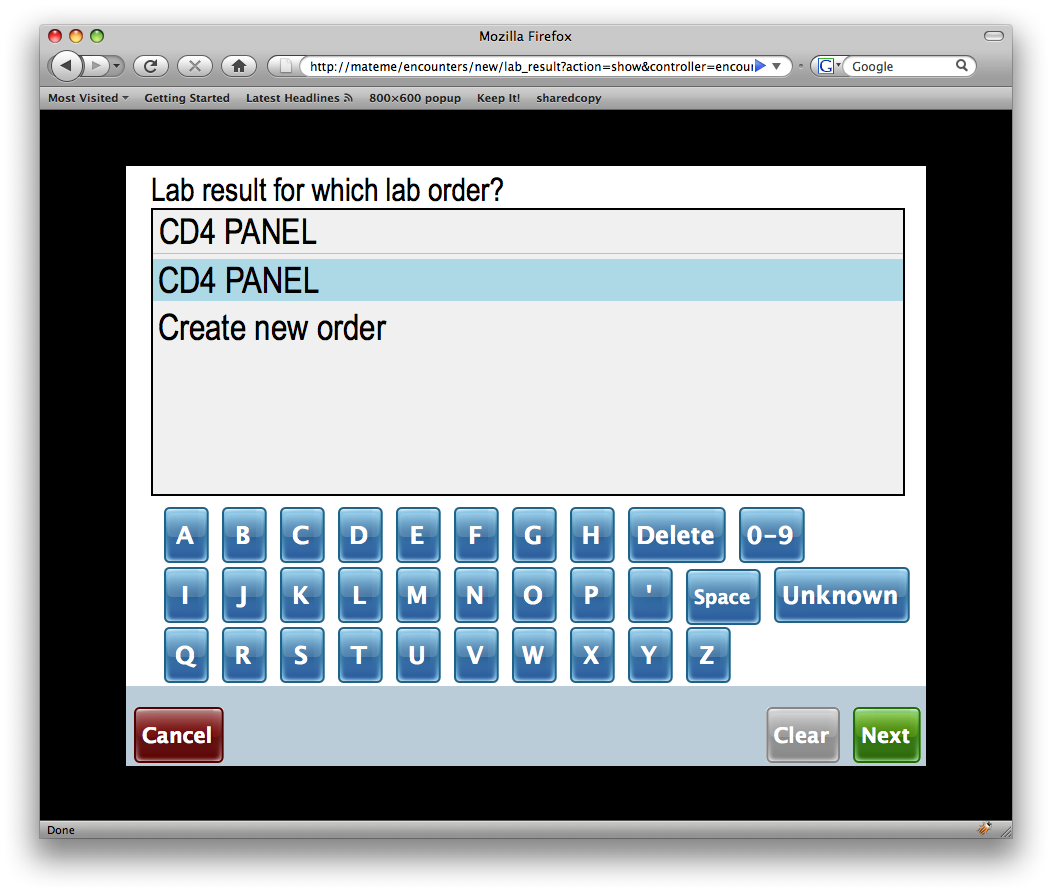 Mozilla Firefox
http://mateme/encounters/new/lab_result?action=show&controller=encou
G Google
Most Visited Getting Started Latest Headlines 800×600 popup Keep It! sharedcopy
Lab result for which lab order?
CD4 PANEL
CD4 PANEL
Create new order
A B C D E F G H Delete 0-9
I J K L M N O P ' Space Unknown
Q R S T U V W X Y Z
Cancel Clear Next
Done